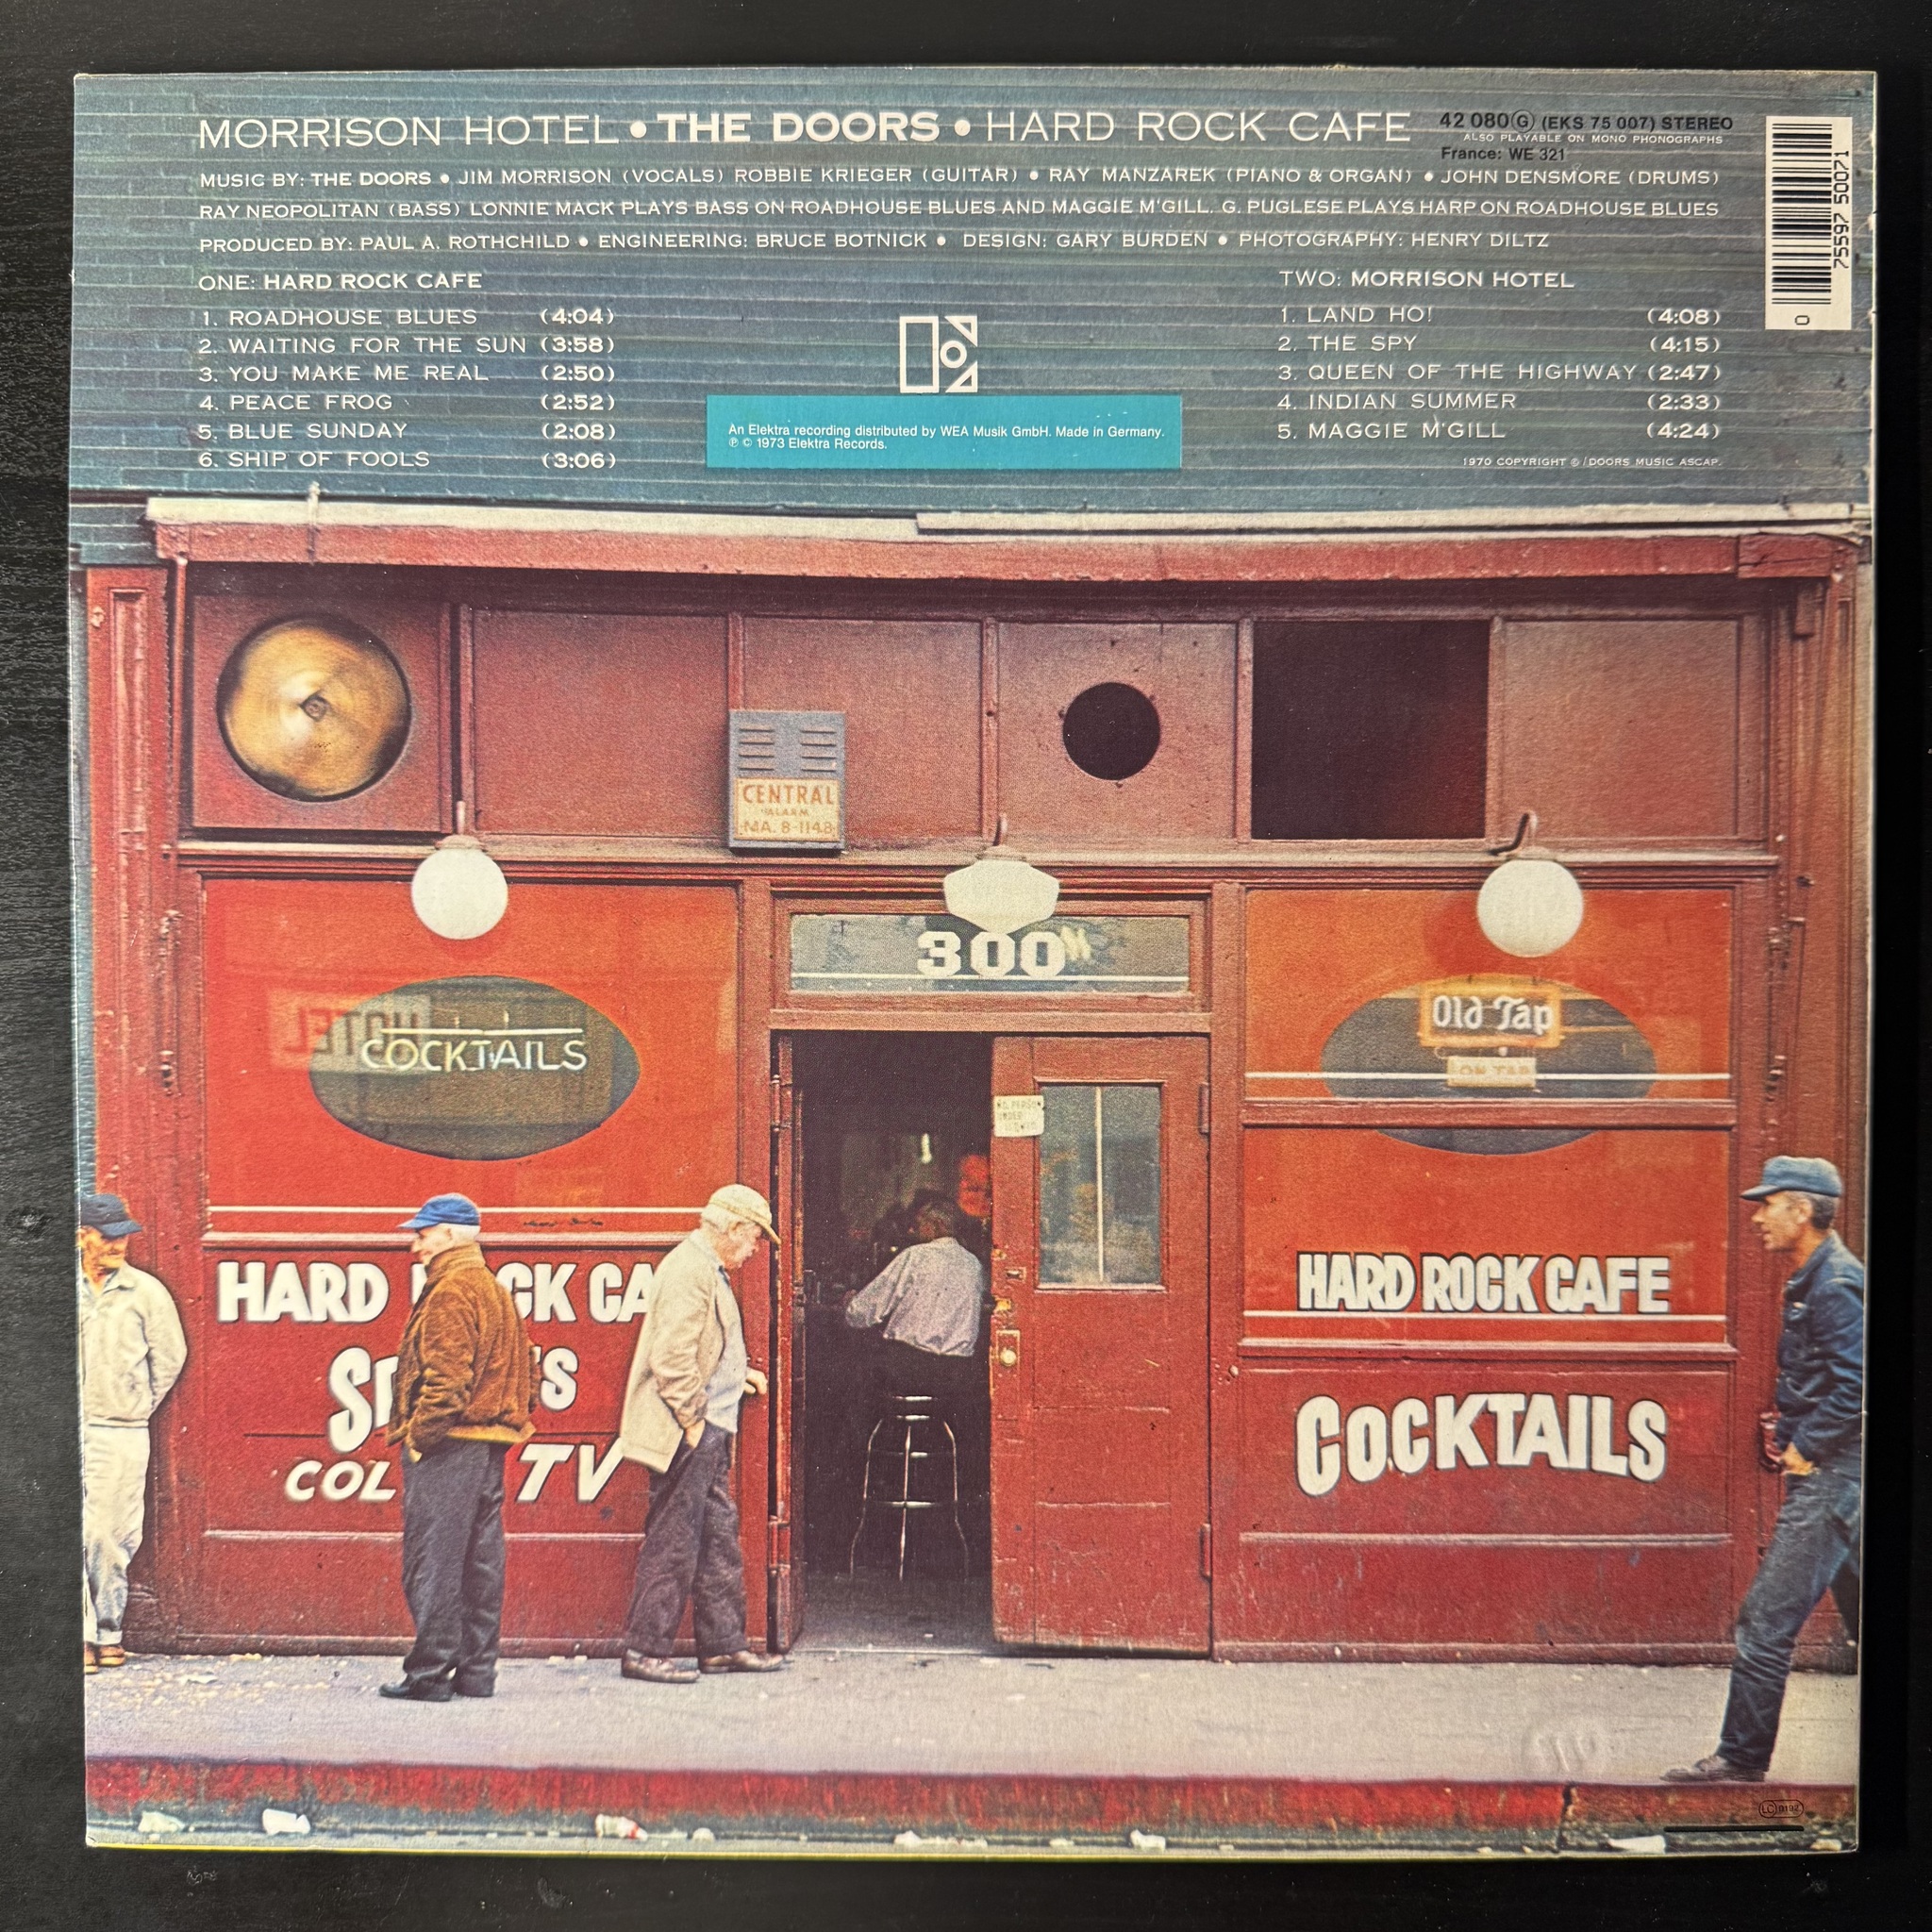 MORRISON HOTEL • THE DOORS • HARD ROCK CAFE
42 080 Ⓖ (EKS 75 007) STEREO
ALSO PLAYABLE ON MONO PHONOGRAPHS
France: WE 321
MUSIC BY: THE DOORS • JIM MORRISON (VOCALS) ROBBIE KRIEGER (GUITAR) • RAY MANZAREK (PIANO & ORGAN) • JOHN DENSMORE (DRUMS)
RAY NEOPOLITAN (BASS) LONNIE MACK PLAYS BASS ON ROADHOUSE BLUES AND MAGGIE M'GILL. G. PUGLESE PLAYS HARP ON ROADHOUSE BLUES
PRODUCED BY: PAUL A. ROTHCHILD • ENGINEERING: BRUCE BOTNICK • DESIGN: GARY BURDEN • PHOTOGRAPHY: HENRY DILTZ
75597 50071
0
ONE: HARD ROCK CAFE
1. ROADHOUSE BLUES (4:04)
2. WAITING FOR THE SUN (3:58)
3. YOU MAKE ME REAL (2:50)
4. PEACE FROG (2:52)
5. BLUE SUNDAY (2:08)
6. SHIP OF FOOLS (3:06)
An Elektra recording distributed by WEA Musik GmbH. Made in Germany.
℗ © 1973 Elektra Records.
TWO: MORRISON HOTEL
1. LAND HO! (4:08)
2. THE SPY (4:15)
3. QUEEN OF THE HIGHWAY (2:47)
4. INDIAN SUMMER (2:33)
5. MAGGIE M'GILL (4:24)
1970 COPYRIGHT © / DOORS MUSIC ASCAP.
CENTRAL
ALARM
MA. 8-1148
300
HOTEL
COCKTAILS
Old Tap
ON TAP
NO PERSON
UNDER
HARD CK CA
S 'S
COL TV
HARD ROCK CAFE
COCKTAILS
LC 0192